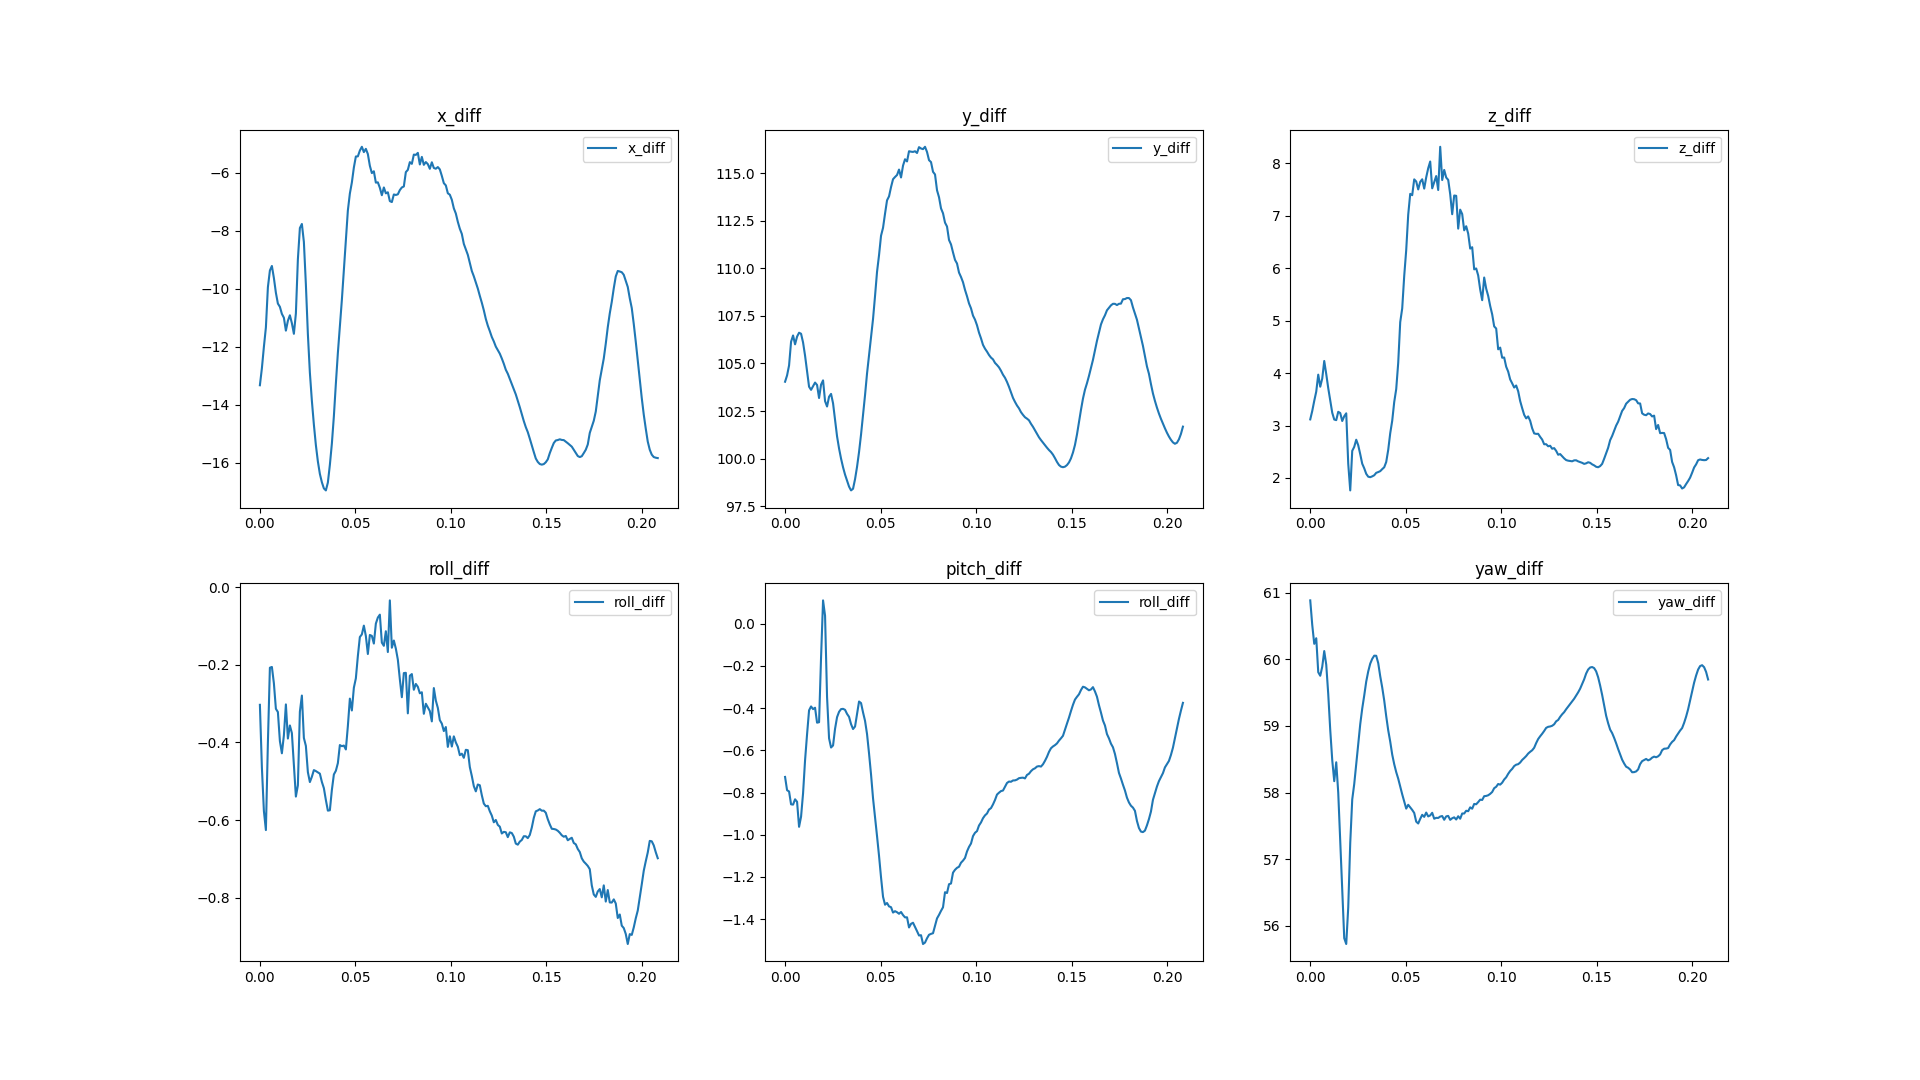 x_diff
y_diff
z_diff
x_diff
y_diff
z_diff
−6
−8
−10
−12
−14
−16
0.00 0.05 0.10 0.15 0.20
115.0
112.5
110.0
107.5
105.0
102.5
100.0
97.5
0.00 0.05 0.10 0.15 0.20
8
7
6
5
4
3
2
0.00 0.05 0.10 0.15 0.20
roll_diff
pitch_diff
yaw_diff
roll_diff
roll_diff
yaw_diff
0.0
−0.2
−0.4
−0.6
−0.8
0.00 0.05 0.10 0.15 0.20
0.0
−0.2
−0.4
−0.6
−0.8
−1.0
−1.2
−1.4
0.00 0.05 0.10 0.15 0.20
61
60
59
58
57
56
0.00 0.05 0.10 0.15 0.20